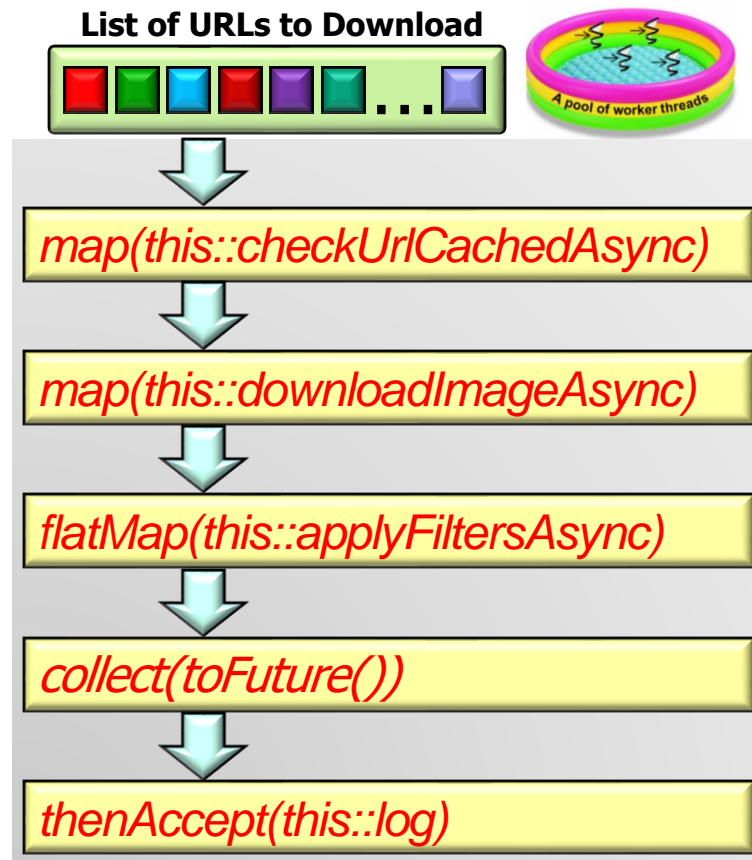 List of URLs to Download
...
A pool of worker threads
map(this::checkUrlCachedAsync)
map(this::downloadImageAsync)
flatMap(this::applyFiltersAsync)
collect(toFuture())
thenAccept(this::log)